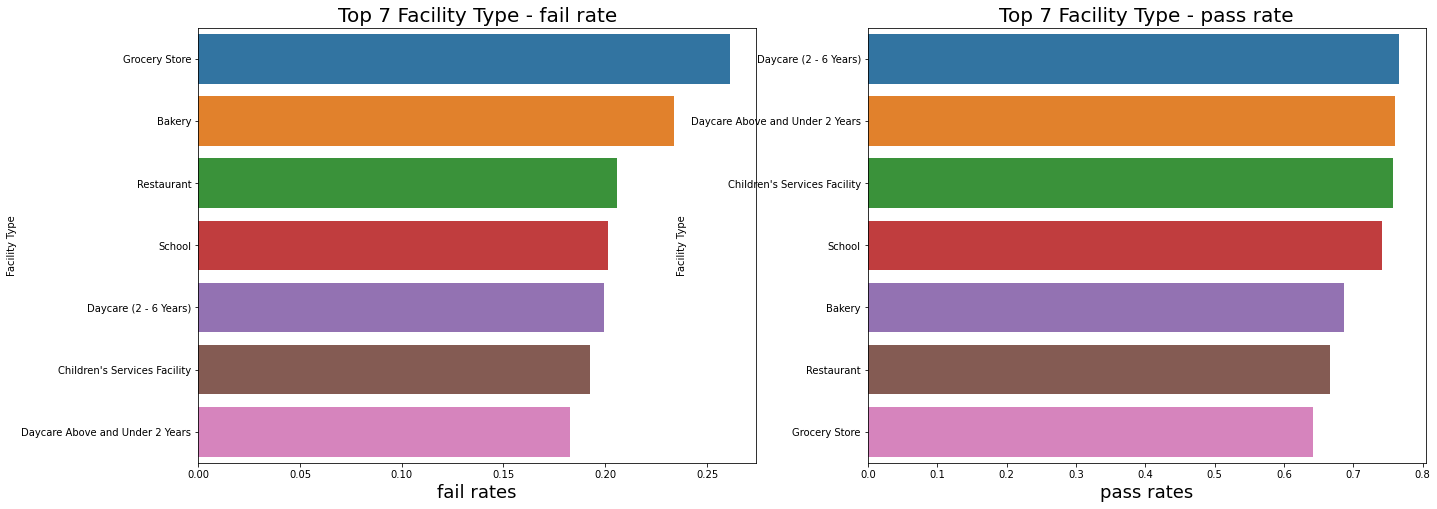 Top 7 Facility Type - fail rate
Facility Type
Grocery Store
Bakery
Restaurant
School
Daycare (2 - 6 Years)
Children's Services Facility
Daycare Above and Under 2 Years
0.00 0.05 0.10 0.15 0.20 0.25
fail rates
Top 7 Facility Type - pass rate
Facility Type
Daycare (2 - 6 Years)
Daycare Above and Under 2 Years
Children's Services Facility
School
Bakery
Restaurant
Grocery Store
0.0 0.1 0.2 0.3 0.4 0.5 0.6 0.7 0.8
pass rates